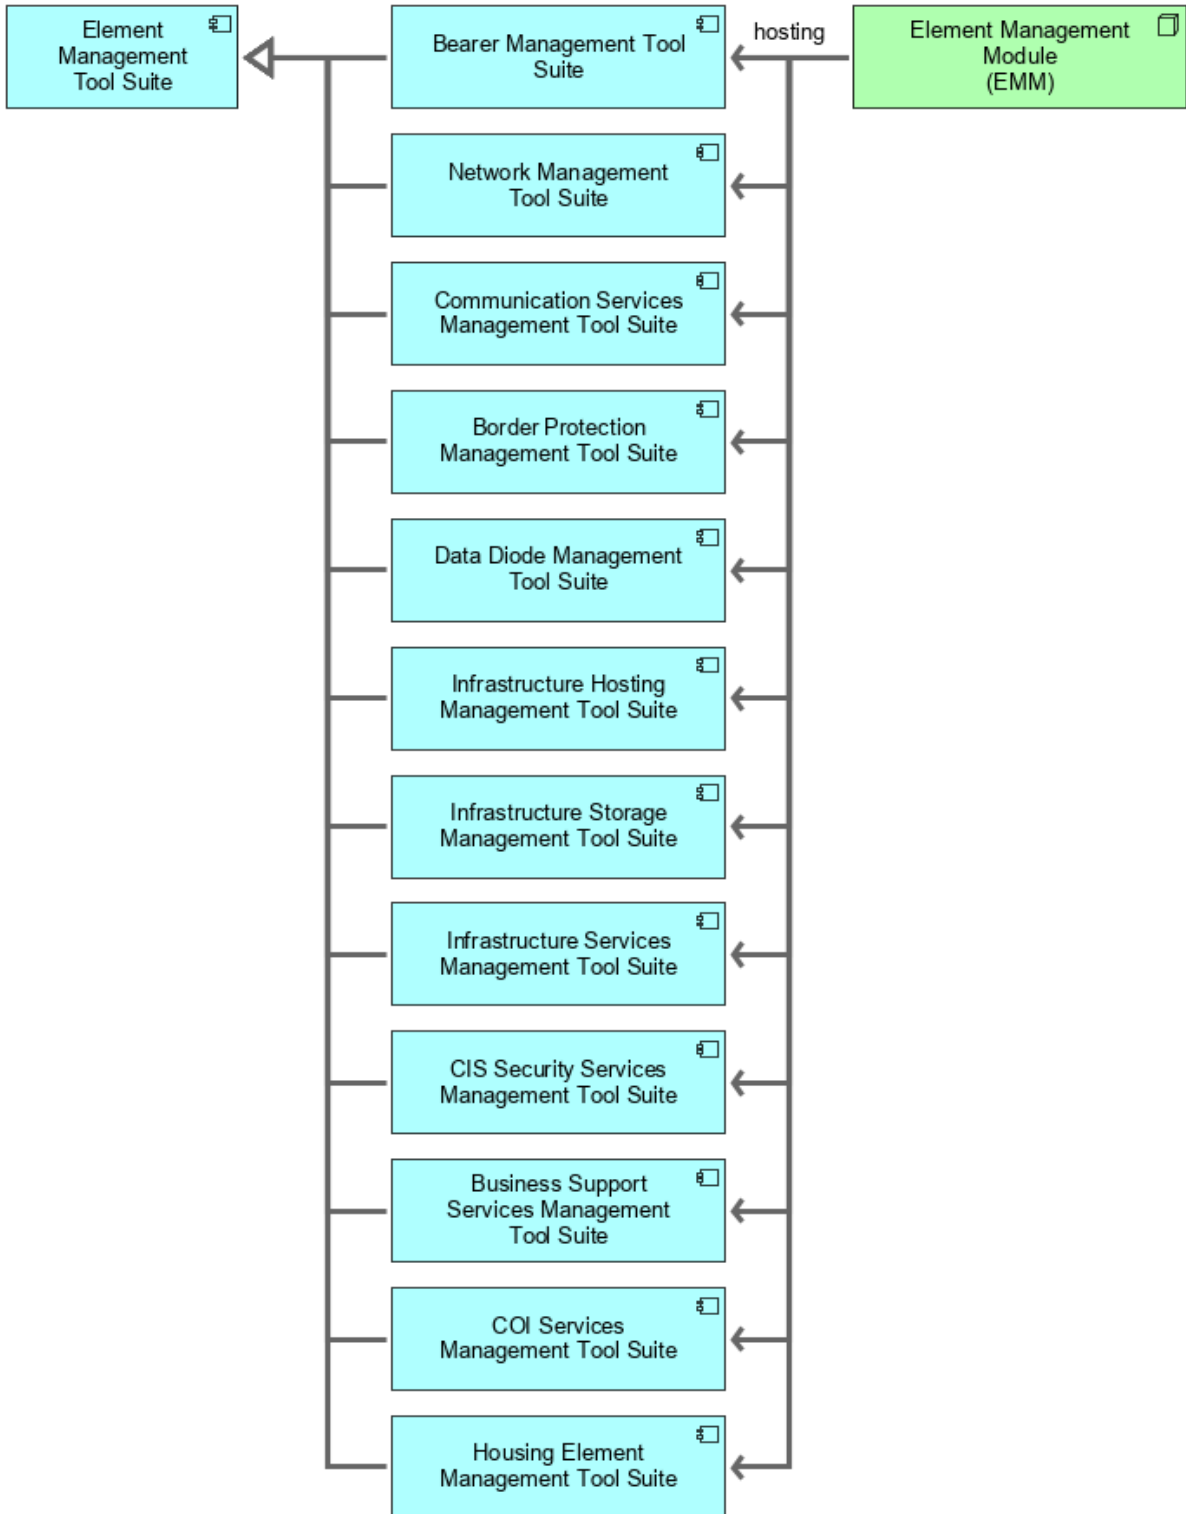 Element
Management
Tool Suite
Bearer Management Tool
Suite
hosting
Element Management
Module
(EMM)
Network Management
Tool Suite
Communication Services
Management Tool Suite
Border Protection
Management Tool Suite
Data Diode Management
Tool Suite
Infrastructure Hosting
Management Tool Suite
Infrastructure Storage
Management Tool Suite
Infrastructure Services
Management Tool Suite
CIS Security Services
Management Tool Suite
Business Support
Services Management
Tool Suite
COI Services
Management Tool Suite
Housing Element
Management Tool Suite